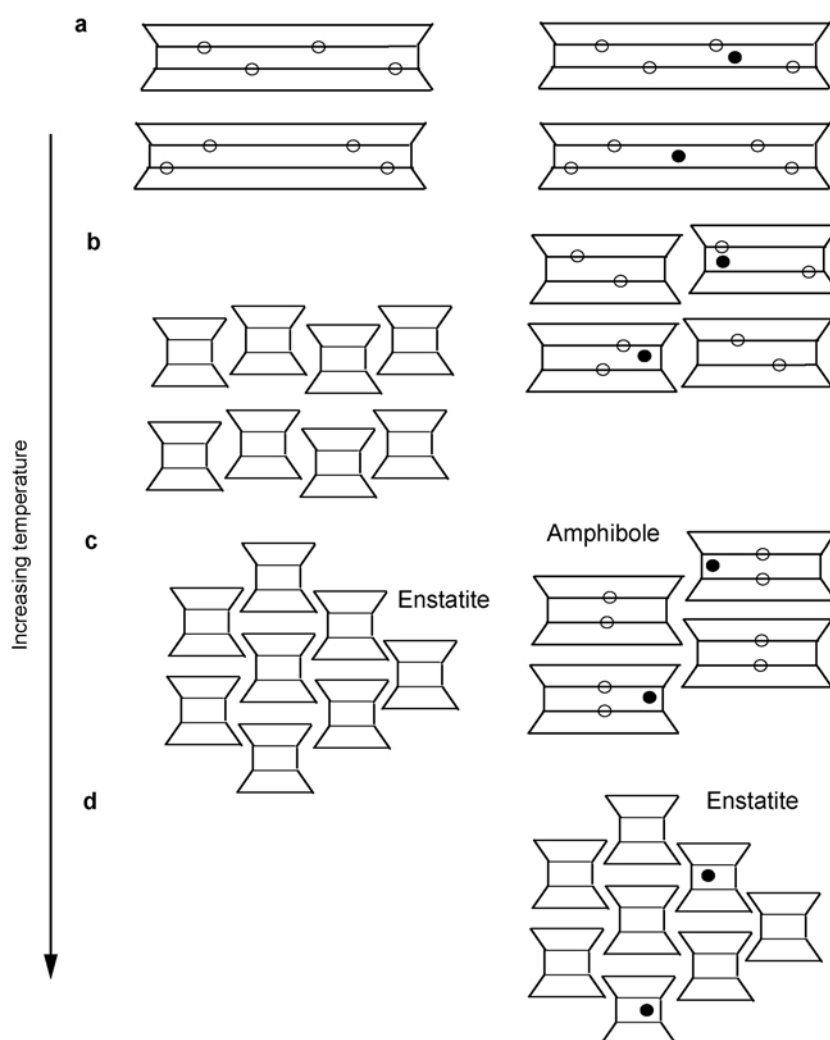 a
b
c
Amphibole
Enstatite
d
Enstatite
Increasing temperature